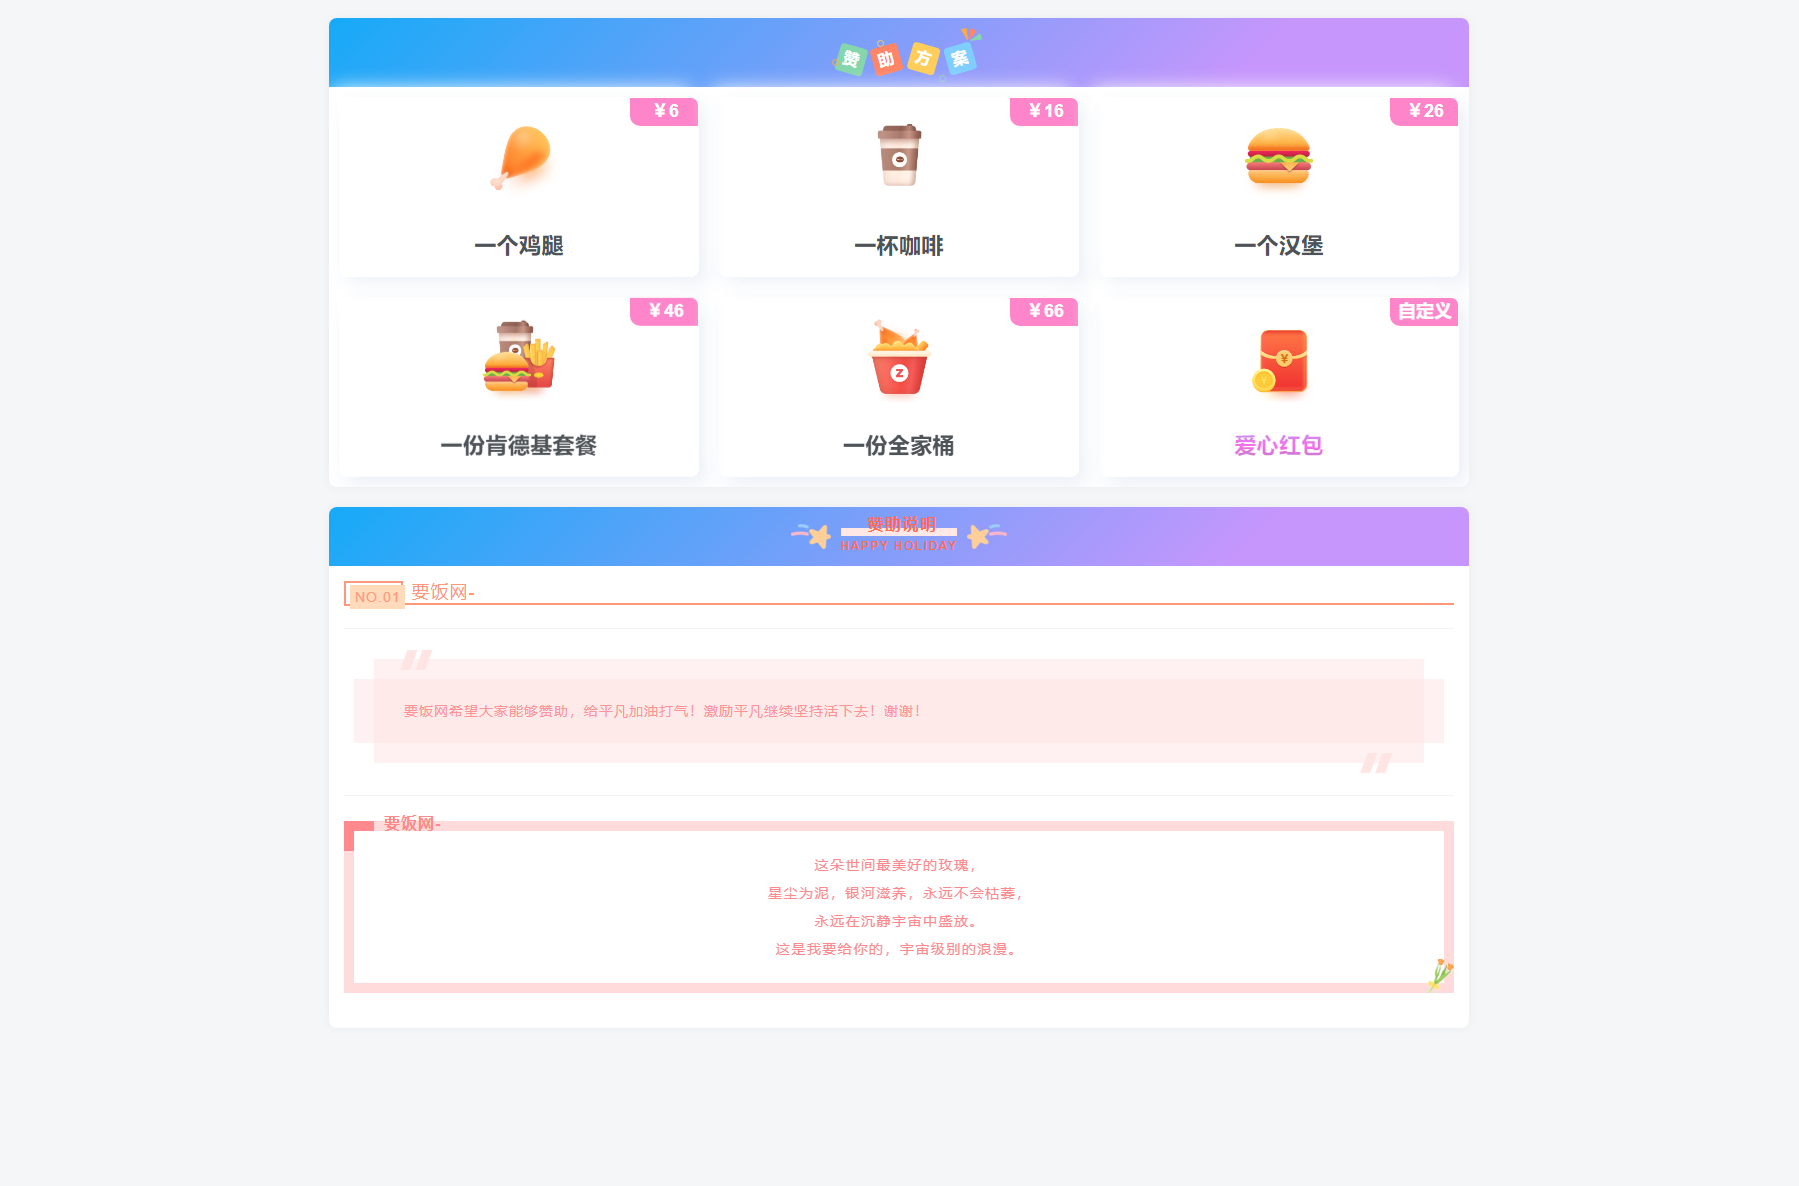 赞助方案
￥6
￥16
￥26
一个鸡腿
一杯咖啡
一个汉堡
￥46
￥66
自定义
Z
￥
一份肯德基套餐
一份全家桶
爱心红包
赞助说明
HAPPY HOLIDAY
NO.01 要饭网-
要饭网希望大家能够赞助，给平凡加油打气！激励平凡继续坚持活下去！谢谢！
要饭网-
这朵世间最美好的玫瑰，
星尘为泥，银河滋养，永远不会枯萎，
永远在沉静宇宙中盛放。
这是我要给你的，宇宙级别的浪漫。